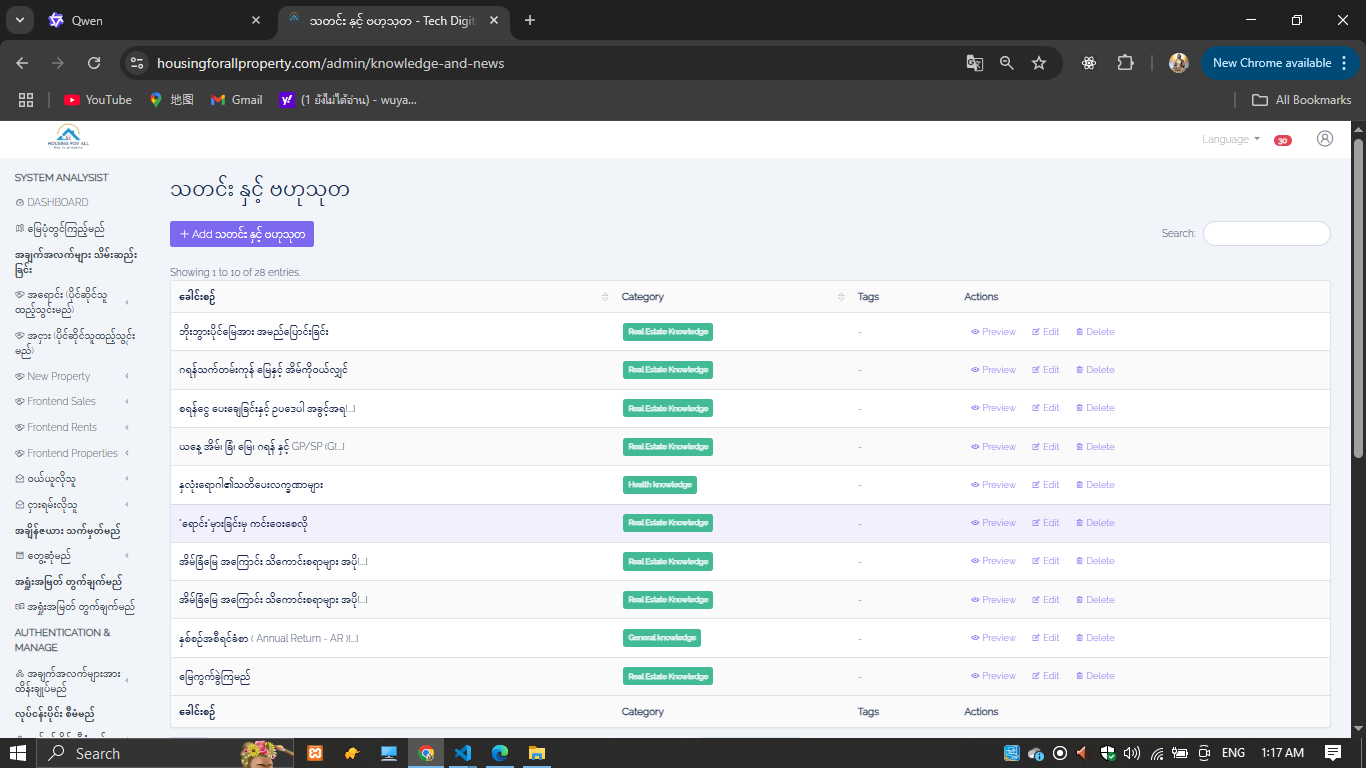 Qwen
သတင်း နှင့် ဗဟုသုတ - Tech Digit
housingforallproperty.com/admin/knowledge-and-news
New Chrome available
YouTube
地图
Gmail
(1 ยังไม่ได้อ่าน) - wuya...
All Bookmarks
HOUSING FOR ALL
Language
30
SYSTEM ANALYSIST
DASHBOARD
မြေပုံတွင်ကြည့်မည်
အချက်အလက်များ သိမ်းဆည်း
ခြင်း
အရောင်း (ပိုင်ဆိုင်သူ
ထည့်သွင်းမည်)
အငှား (ပိုင်ဆိုင်သူထည့်သွင်း
မည်)
New Property
Frontend Sales
Frontend Rents
Frontend Properties
ဝယ်ယူလိုသူ
ငှားရမ်းလိုသူ
အချိန်ဇယား သက်မှတ်မည်
တွေ့ဆုံမည်
အရှုံးအမြတ် တွက်ချက်မည်
အရှုံးအမြတ် တွက်ချက်မည်
AUTHENTICATION &
MANAGE
အချက်အလက်များအား
ထိန်းချုပ်မည်
လုပ်ငန်းပိုင်း စီမံမည်
သတင်း နှင့် ဗဟုသုတ
+ Add သတင်း နှင့် ဗဟုသုတ
Search:
Showing 1 to 10 of 28 entries.
ခေါင်းစဉ် Category Tags Actions
ဘိုးဘွားပိုင်မြေအား အမည်ပြောင်းခြင်း Real Estate Knowledge - Preview Edit Delete
ဂရန်သက်တမ်းကုန် မြေနှင့် အိမ်ကိုဝယ်လျှင် Real Estate Knowledge - Preview Edit Delete
စရန်ငွေ ပေးချေခြင်းနှင့် ဥပဒေပါ အခွင့်အရ[...] Real Estate Knowledge - Preview Edit Delete
ယနေ့ အိမ်၊ ခြံ၊ မြေ၊ ဂရန် နှင့် GP/SP (G[...] Real Estate Knowledge - Preview Edit Delete
နှလုံးရောဂါ၏သတိပေးလက္ခဏာများ Health knowledge - Preview Edit Delete
"ရောင်း"မှားခြင်းမှ ကင်းဝေးစေလို Real Estate Knowledge - Preview Edit Delete
အိမ်ခြံမြေ အကြောင်း သိကောင်းစရာများ အပို[...] Real Estate Knowledge - Preview Edit Delete
အိမ်ခြံမြေ အကြောင်း သိကောင်းစရာများ အပို[...] Real Estate Knowledge - Preview Edit Delete
နှစ်စဉ်အစီရင်ခံစာ ( Annual Return - AR )[...] General knowledge - Preview Edit Delete
မြေကွက်ခွဲကြမည် Real Estate Knowledge - Preview Edit Delete
ခေါင်းစဉ် Category Tags Actions
Search
ENG
1:17 AM